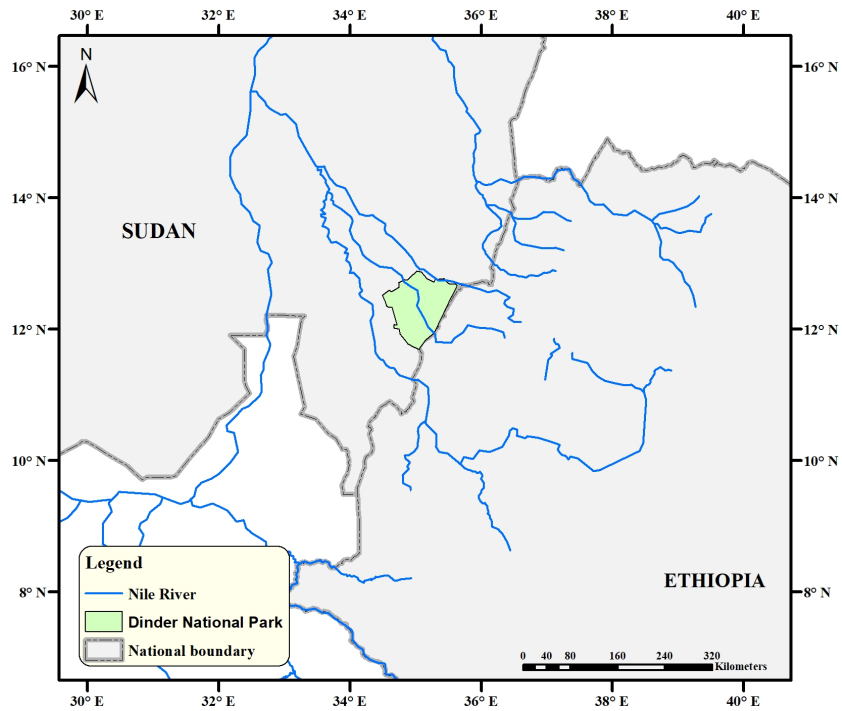 30° E 32° E 34° E 36° E 38° E 40° E
N
16° N 16° N
14° N 14° N
SUDAN
12° N 12° N
10° N 10° N
8° N 8° N
ETHIOPIA
Legend
Nile River
Dinder National Park
National boundary
0 40 80 160 240 320
Kilometers
30° E 32° E 34° E 36° E 38° E 40° E